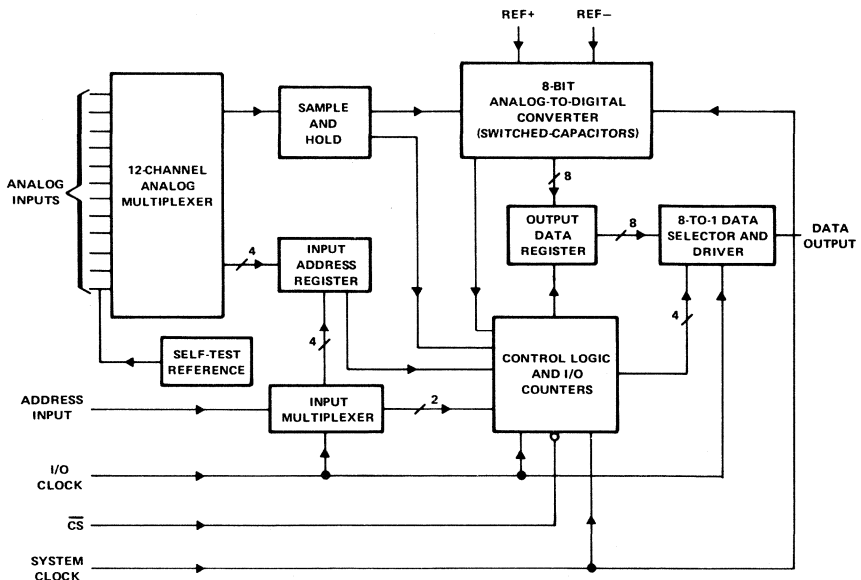 REF+ REF−
8-BIT
ANALOG-TO-DIGITAL
CONVERTER
(SWITCHED-CAPACITORS)
SAMPLE
AND
HOLD
12-CHANNEL
ANALOG
MULTIPLEXER
ANALOG
INPUTS
8
OUTPUT
DATA
REGISTER
8
8-TO-1 DATA
SELECTOR AND
DRIVER
DATA
OUTPUT
4
INPUT
ADDRESS
REGISTER
4
4
SELF-TEST
REFERENCE
CONTROL LOGIC
AND I/O
COUNTERS
ADDRESS
INPUT
INPUT
MULTIPLEXER
2
I/O
CLOCK
C̅S̅
SYSTEM
CLOCK